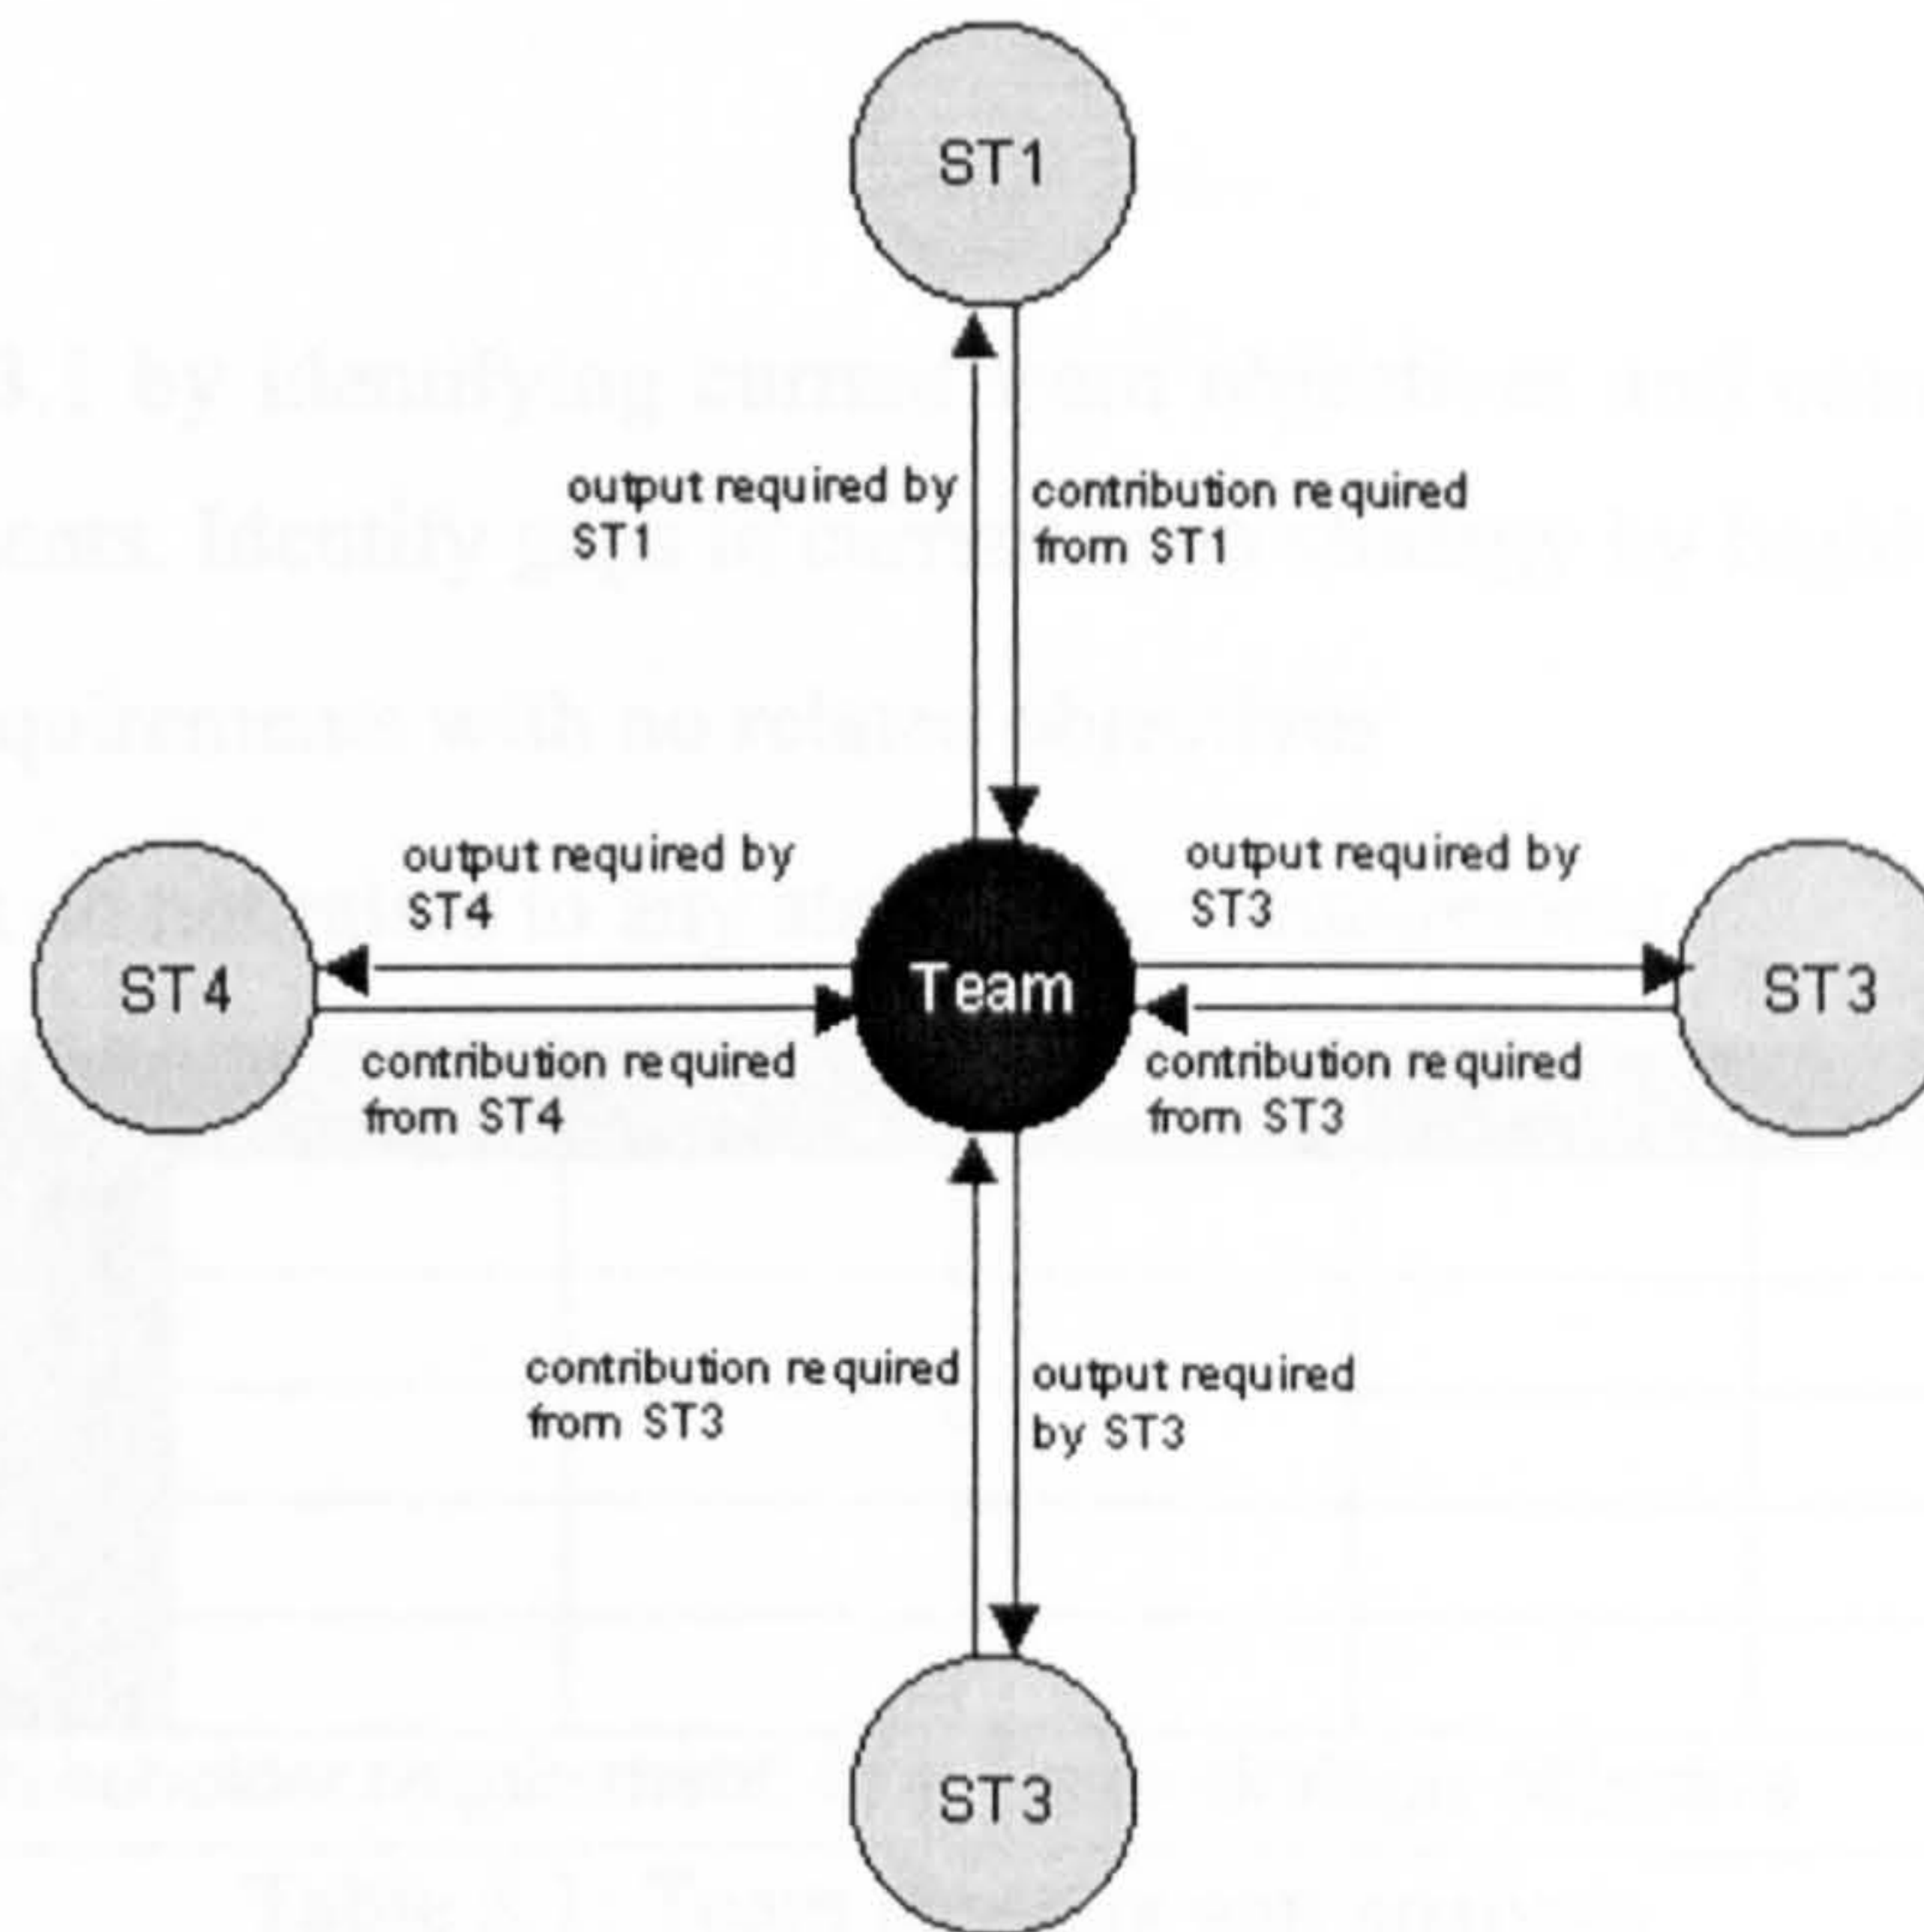 ST1
output required by
ST1
contribution required
from ST1
output required by
ST4
output required by
ST3
ST4
Team
ST3
contribution required
from ST4
contribution required
from ST3
contribution required
from ST3
output required
by ST3
ST3